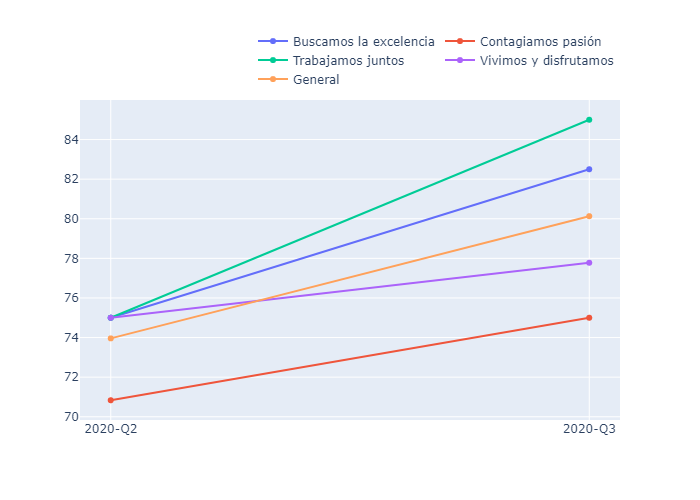 Buscamos la excelencia Contagiamos pasión
Trabajamos juntos Vivimos y disfrutamos
General
84
82
80
78
76
74
72
70
2020-Q2 2020-Q3